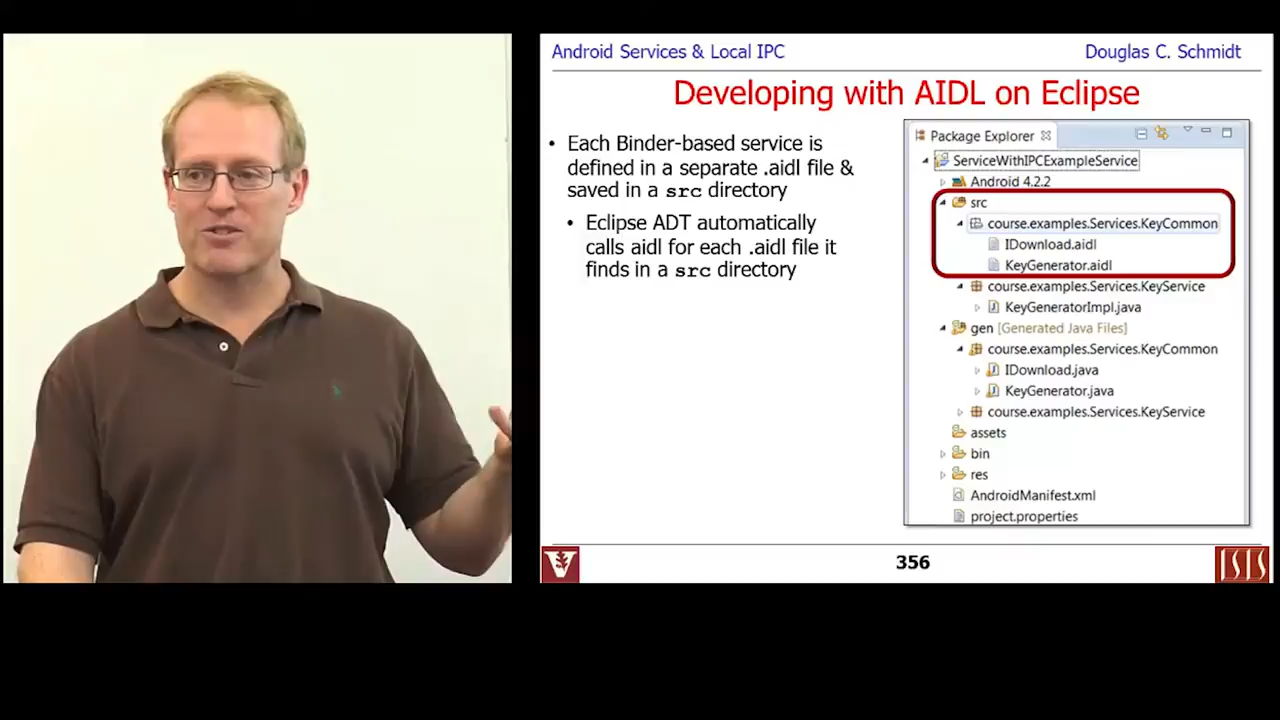 Android Services & Local IPC
Douglas C. Schmidt
Developing with AIDL on Eclipse
• Each Binder-based service is
defined in a separate .aidl file &
saved in a src directory
• Eclipse ADT automatically
calls aidl for each .aidl file it
finds in a src directory
Package Explorer
ServiceWithIPCExampleService
Android 4.2.2
src
course.examples.Services.KeyCommon
IDownload.aidl
KeyGenerator.aidl
course.examples.Services.KeyService
KeyGeneratorImpl.java
gen [Generated Java Files]
course.examples.Services.KeyCommon
IDownload.java
KeyGenerator.java
course.examples.Services.KeyService
assets
bin
res
AndroidManifest.xml
project.properties
V
356
ISIS